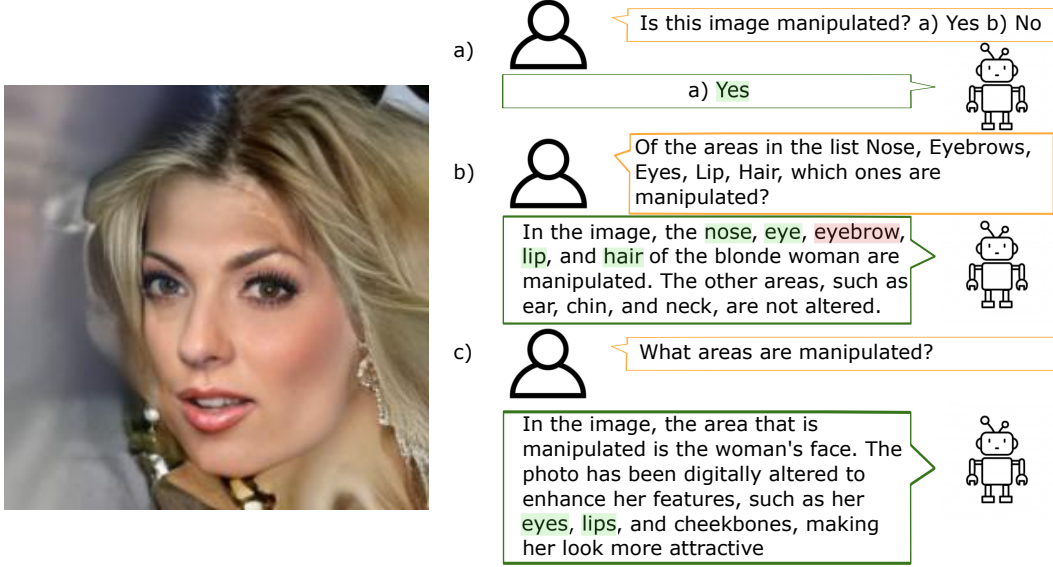 a)
Is this image manipulated? a) Yes b) No
a) Yes
b)
Of the areas in the list Nose, Eyebrows,
Eyes, Lip, Hair, which ones are
manipulated?
In the image, the nose, eye, eyebrow,
lip, and hair of the blonde woman are
manipulated. The other areas, such as
ear, chin, and neck, are not altered.
c)
What areas are manipulated?
In the image, the area that is
manipulated is the woman's face. The
photo has been digitally altered to
enhance her features, such as her
eyes, lips, and cheekbones, making
her look more attractive